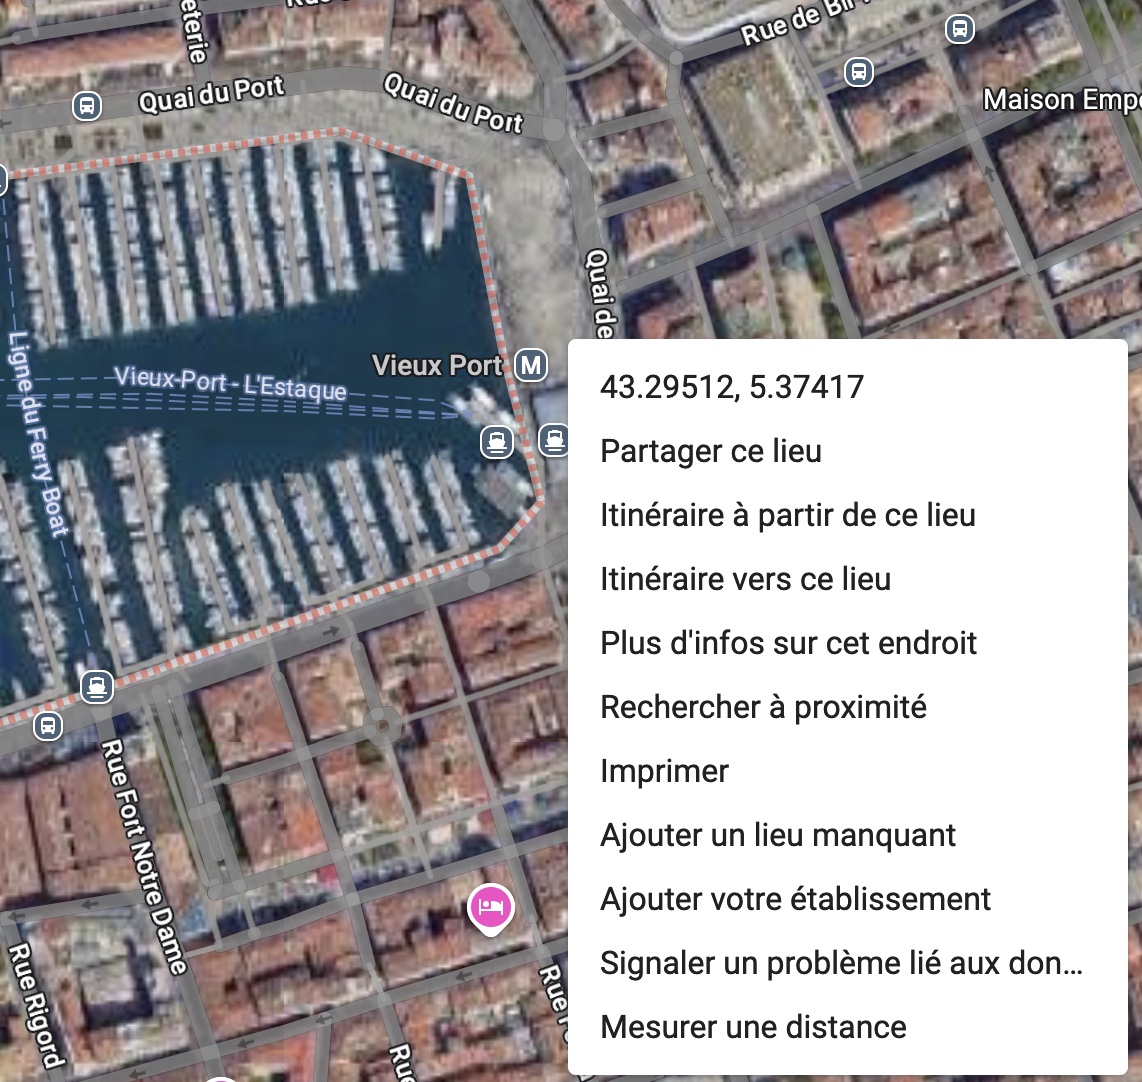 Quai du Port
Quai du Port
Rue de Bir
Maison Emp
Quai de
Vieux Port
M
Vieux-Port - L'Estaque
Ligne du Ferry Boat
Rue Fort Notre Dame
Rue Rigord
Rue
Rue
43.29512, 5.37417
Partager ce lieu
Itinéraire à partir de ce lieu
Itinéraire vers ce lieu
Plus d'infos sur cet endroit
Rechercher à proximité
Imprimer
Ajouter un lieu manquant
Ajouter votre établissement
Signaler un problème lié aux don...
Mesurer une distance